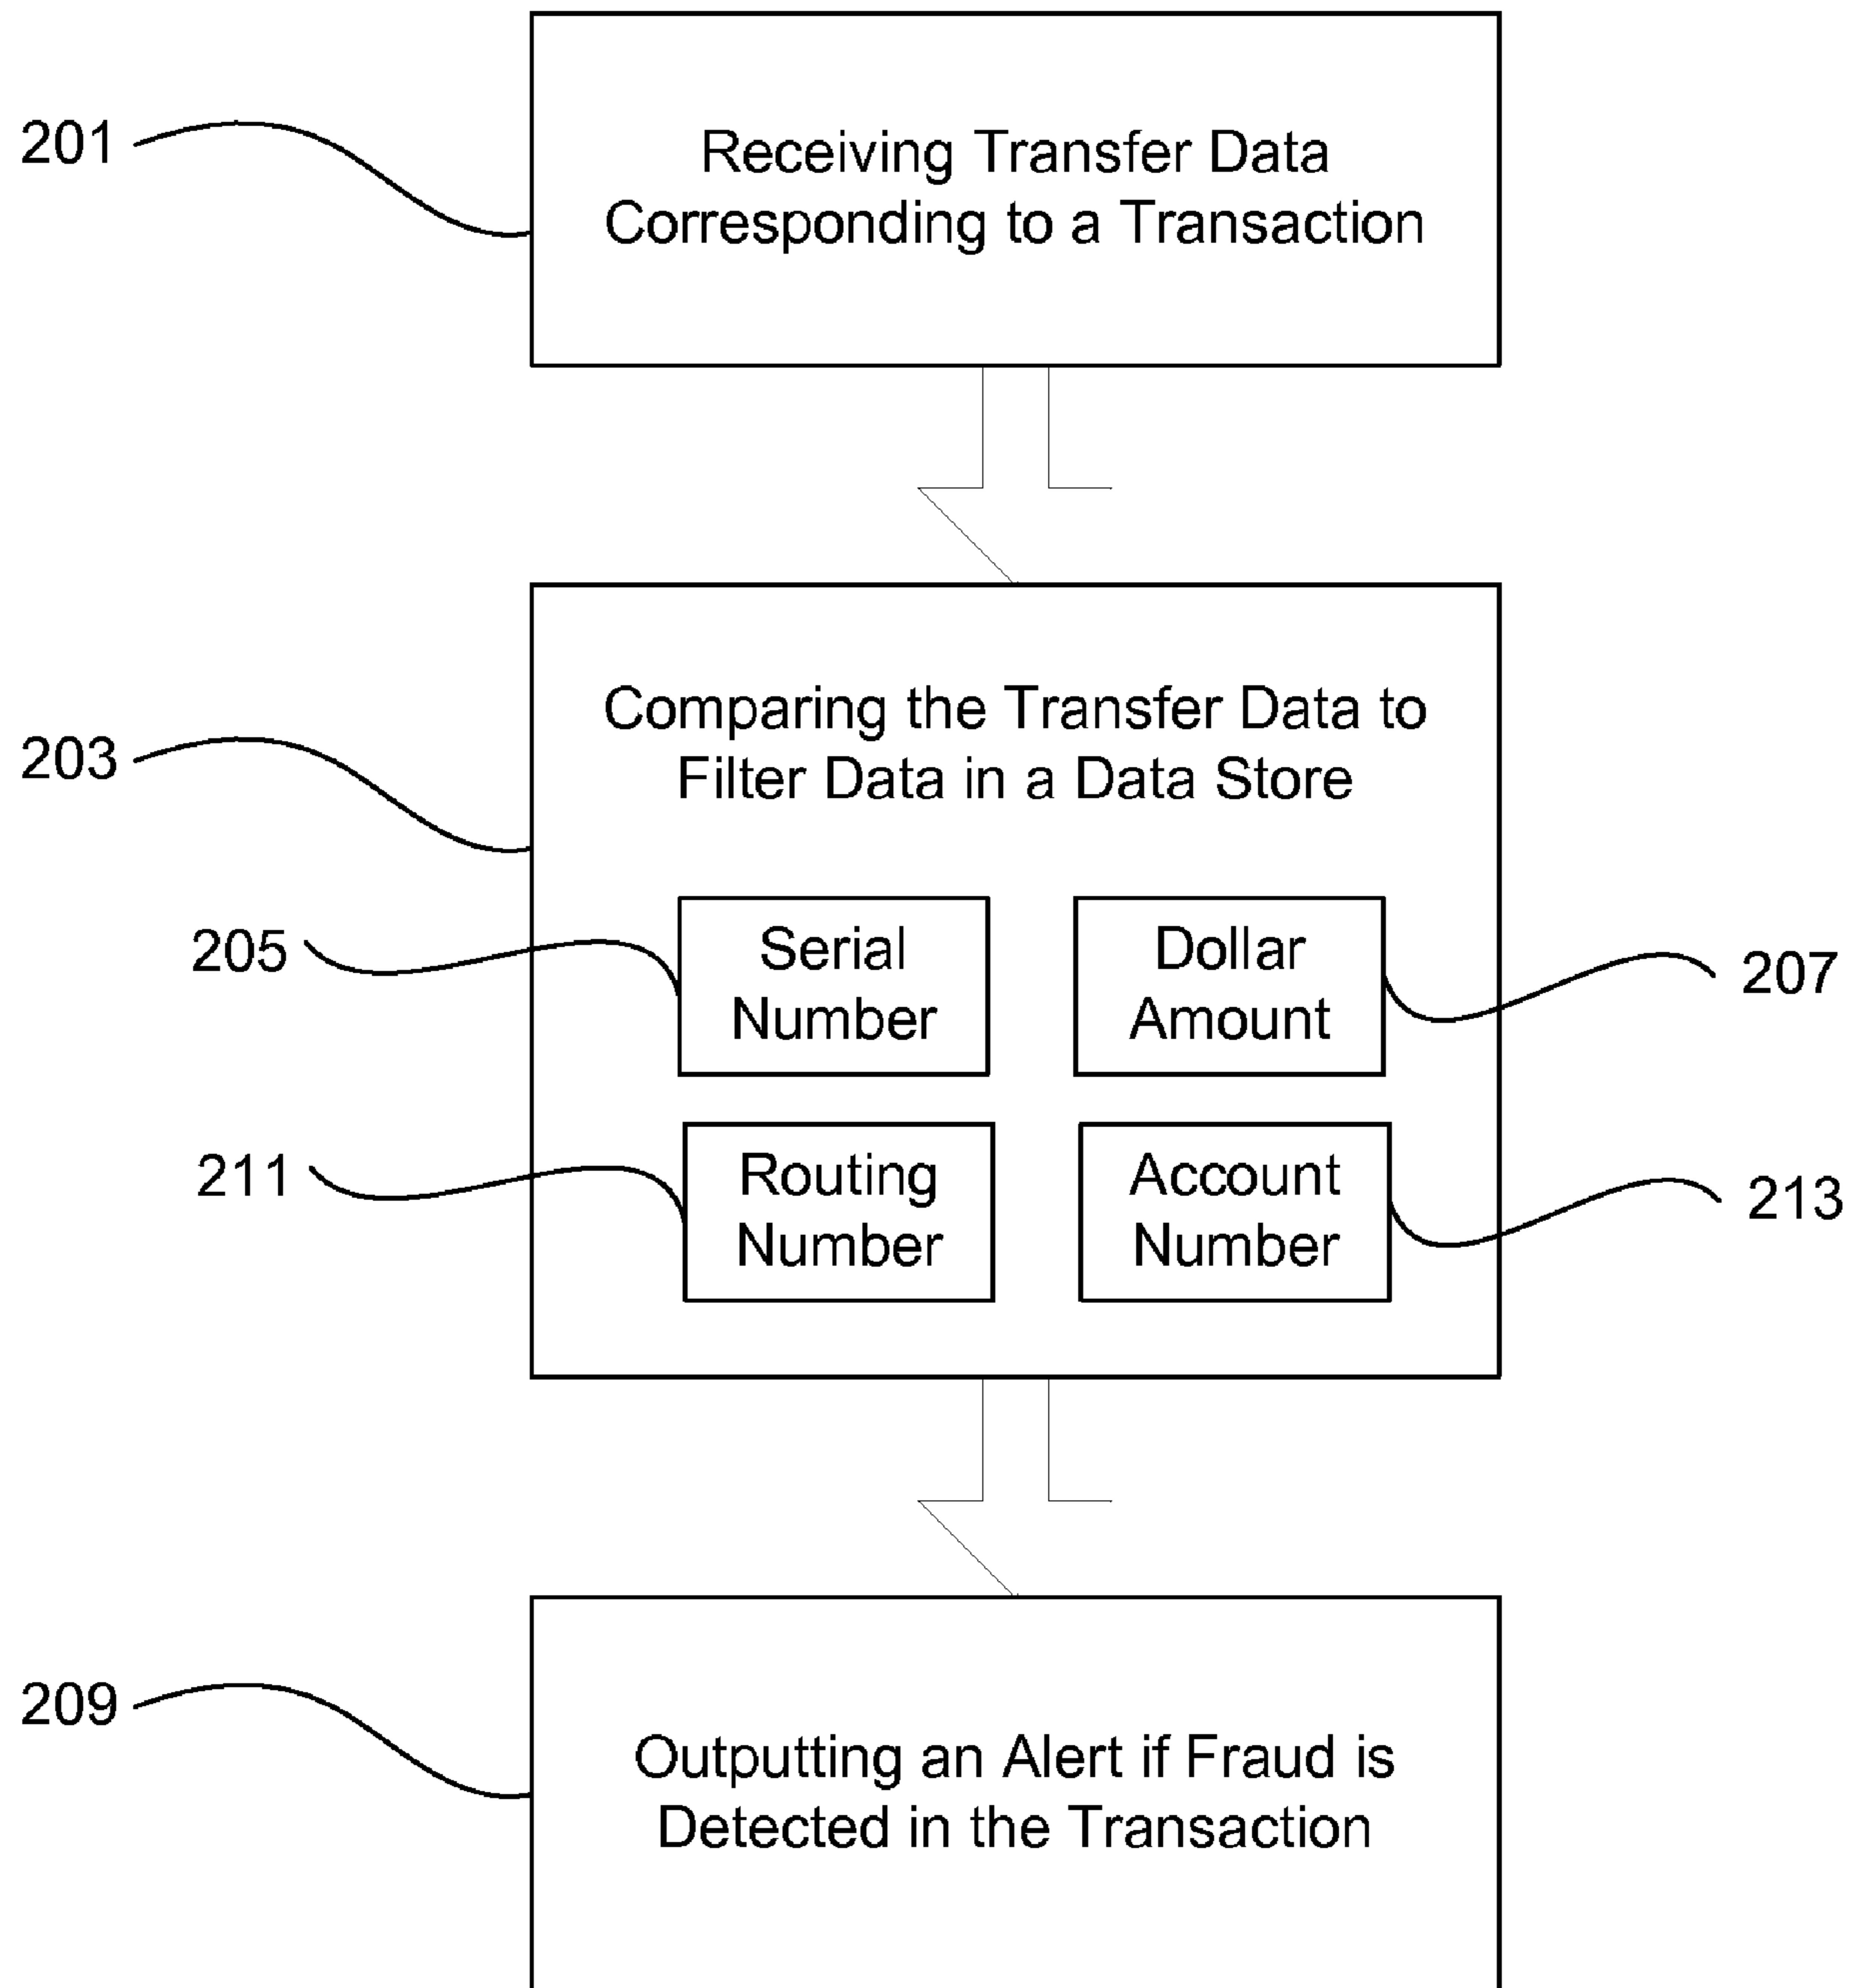 201
Receiving Transfer Data
Corresponding to a Transaction
203
Comparing the Transfer Data to
Filter Data in a Data Store
205
Serial
Number
Dollar
Amount
207
211
Routing
Number
Account
Number
213
209
Outputting an Alert if Fraud is
Detected in the Transaction